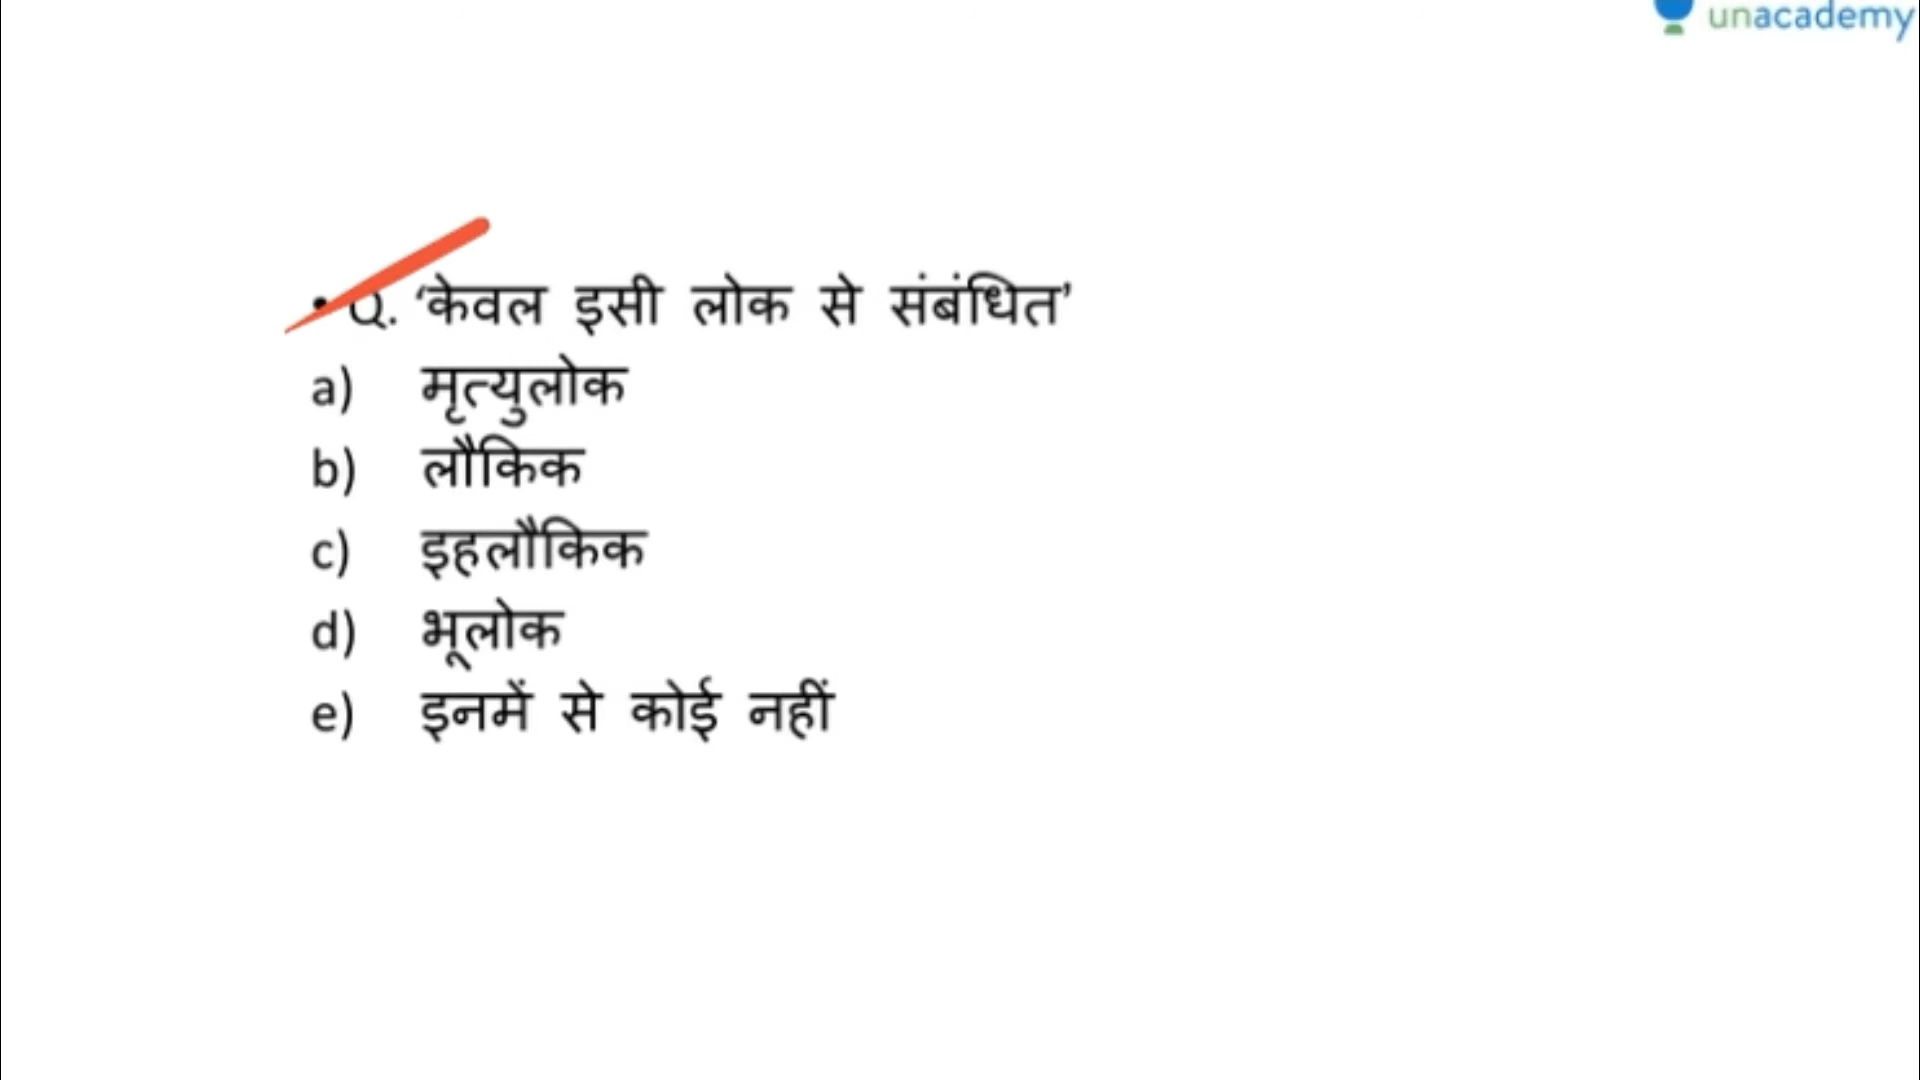 unacademy
• Q. ‘केवल इसी लोक से संबंधित’
a) मृत्युलोक
b) लौकिक
c) इहलौकिक
d) भूलोक
e) इनमें से कोई नहीं